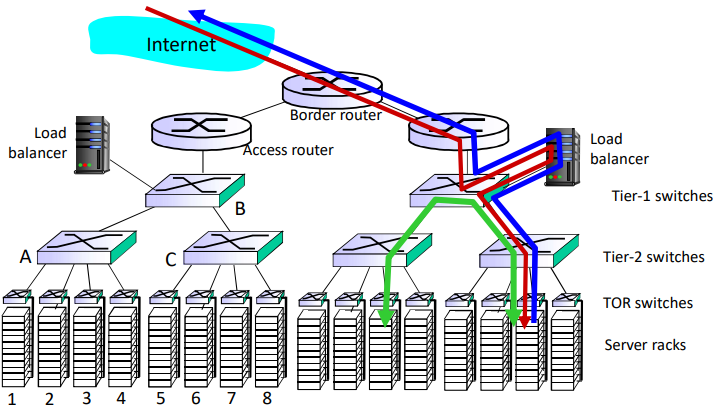 Internet
Border router
Load
balancer
Access router
Load
balancer
Tier-1 switches
B
A
C
Tier-2 switches
TOR switches
Server racks
1 2 3 4 5 6 7 8